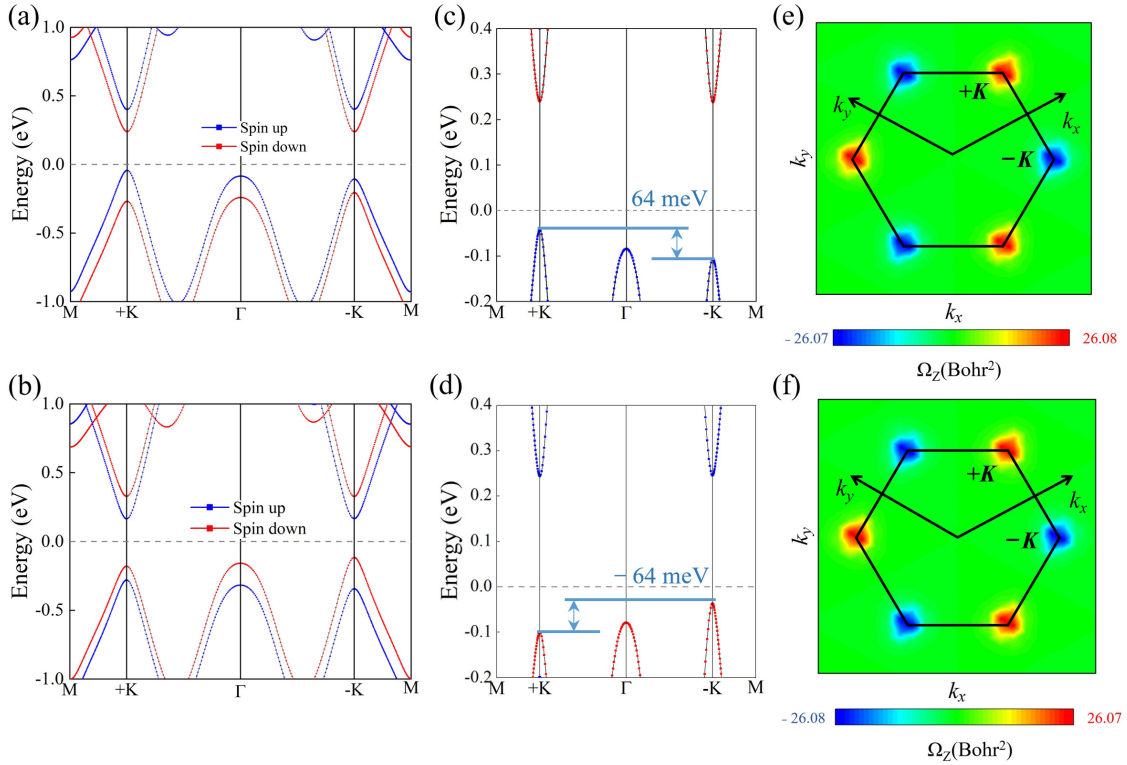 (a)
1.0
0.5
0.0
-0.5
-1.0
Energy (eV)
Spin up
Spin down
M
+K
Γ
-K
M
(c)
0.4
0.3
0.2
0.1
0.0
-0.1
-0.2
Energy (eV)
64 meV
M
+K
Γ
-K
M
(e)
+K
−K
k_y
k_x
k_y
k_x
- 26.07
26.08
Ω_Z(Bohr²)
(b)
1.0
0.5
0.0
-0.5
-1.0
Energy (eV)
Spin up
Spin down
M
+K
Γ
-K
M
(d)
0.4
0.3
0.2
0.1
0.0
-0.1
-0.2
Energy (eV)
− 64 meV
M
+K
Γ
-K
M
(f)
+K
−K
k_y
k_x
k_y
k_x
- 26.08
26.07
Ω_Z(Bohr²)